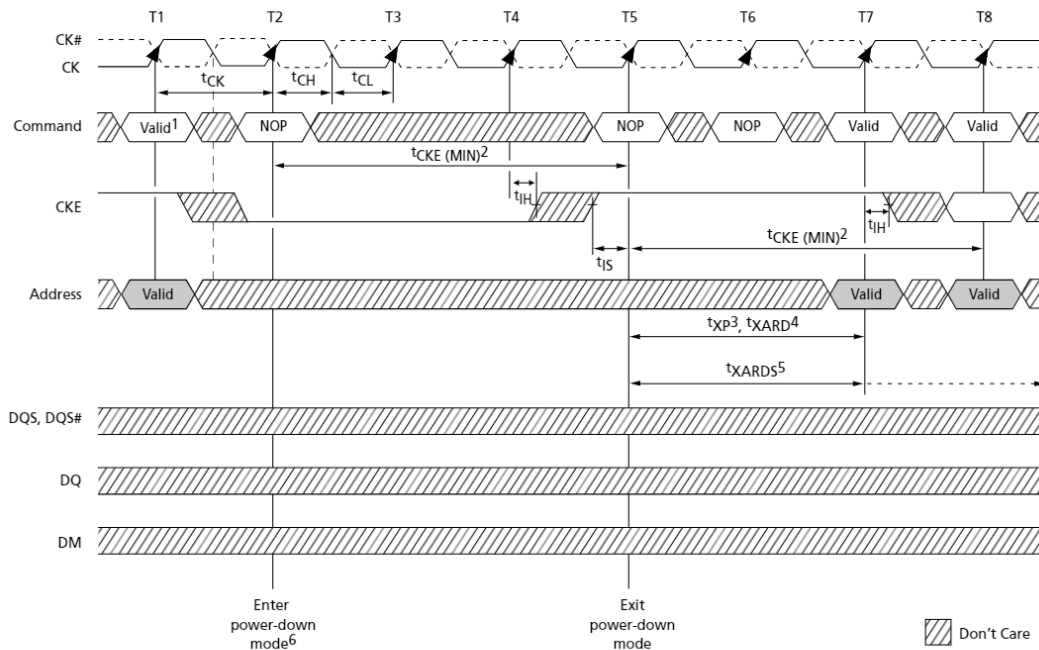 T1 T2 T3 T4 T5 T6 T7 T8
CK#
CK
tCK tCH tCL
Command Valid1 NOP NOP NOP Valid Valid
tCKE (MIN)2
tIH
CKE
tIH
tCKE (MIN)2
tIS
Address Valid Valid Valid
tXP3, tXARD4
tXARDS5
DQS, DQS#
DQ
DM
Enter
power-down
mode6
Exit
power-down
mode
Don't Care